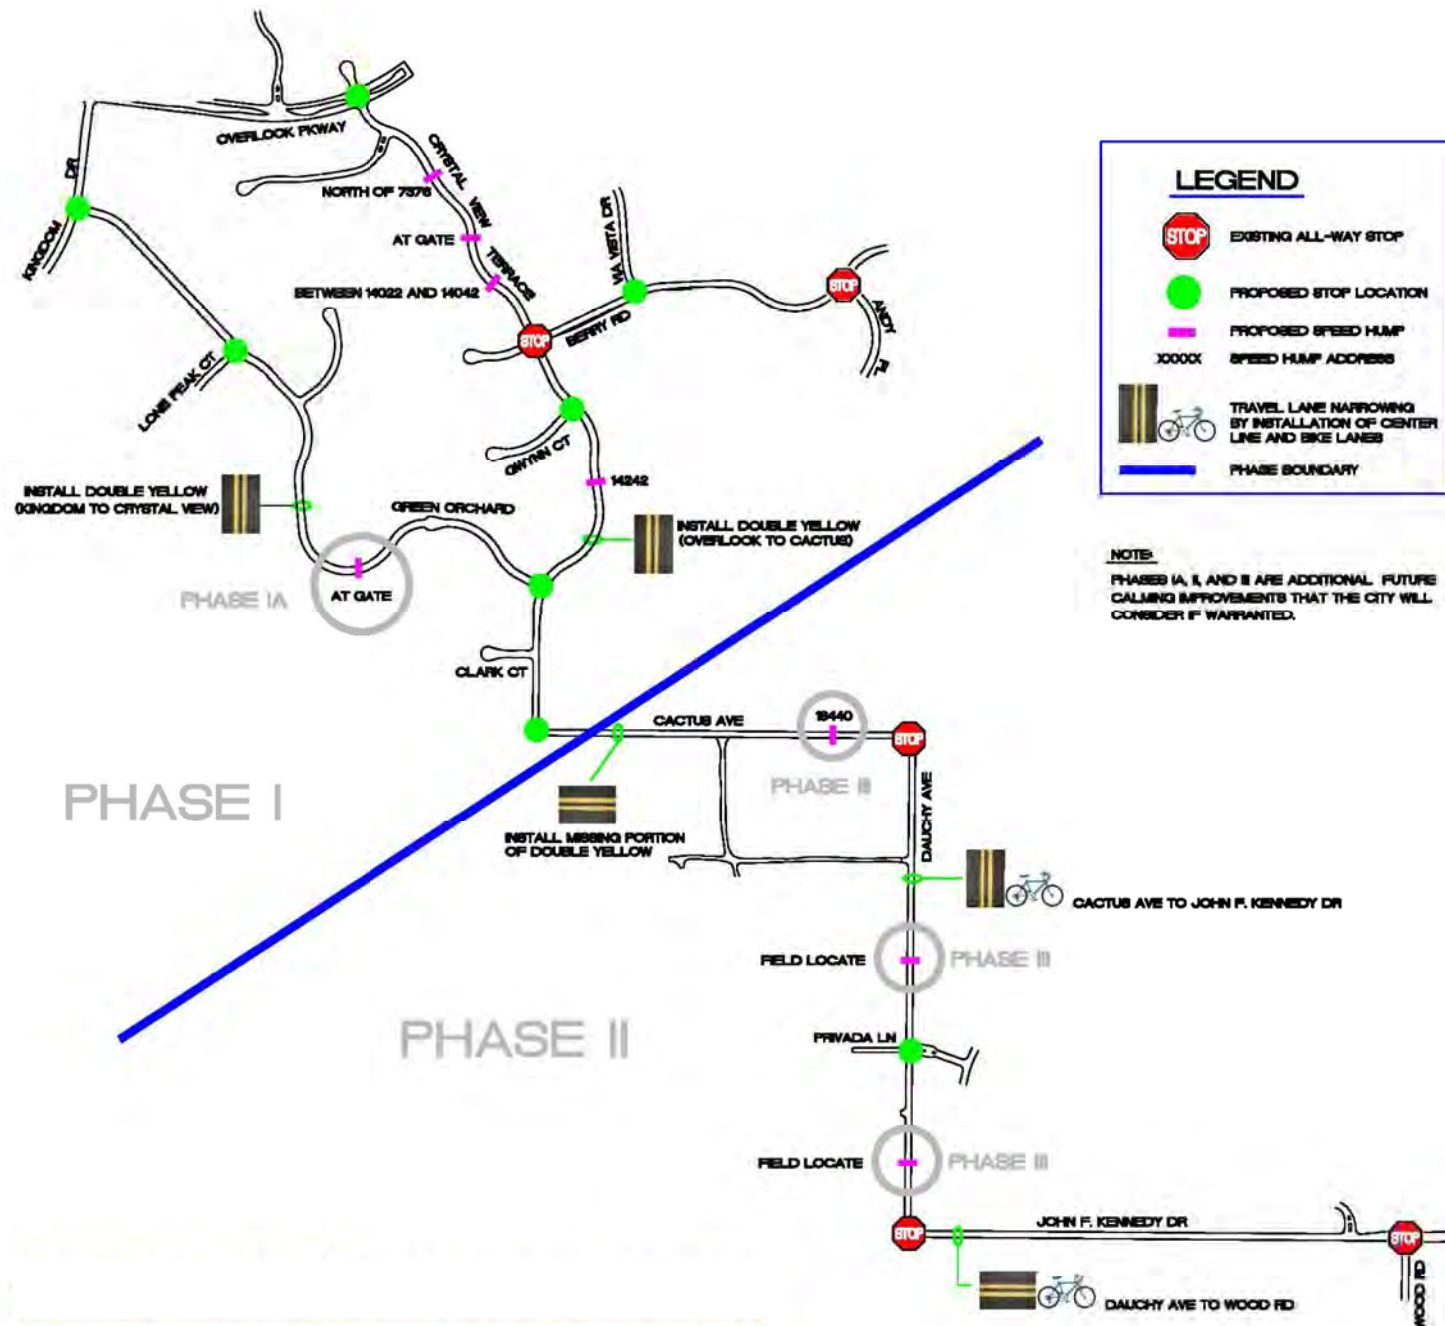 OVERLOOK PKWAY
KINGDOM DR
CRYSTAL VIEW TERRACE
NORTH OF 7376
AT GATE
BETWEEN 14022 AND 14042
VIA VISTA DR
STOP
BERRY RD
STOP
ANDY PL
LONE PEAK CT
GWYNN CT
14242
INSTALL DOUBLE YELLOW
(KINGDOM TO CRYSTAL VIEW)
GREEN ORCHARD
INSTALL DOUBLE YELLOW
(OVERLOOK TO CACTUS)
PHASE IA
AT GATE
CLARK CT
LEGEND
STOP
EXISTING ALL-WAY STOP
PROPOSED STOP LOCATION
PROPOSED SPEED HUMP
XXXXX
SPEED HUMP ADDRESS
TRAVEL LANE NARROWING
BY INSTALLATION OF CENTER
LINE AND BIKE LANES
PHASE BOUNDARY
NOTE:
PHASES IA, II, AND III ARE ADDITIONAL FUTURE
CALMING IMPROVEMENTS THAT THE CITY WILL
CONSIDER IF WARRANTED.
PHASE I
CACTUS AVE
18440
STOP
PHASE III
INSTALL MISSING PORTION
OF DOUBLE YELLOW
DAUCHY AVE
CACTUS AVE TO JOHN F. KENNEDY DR
FIELD LOCATE
PHASE III
PHASE II
PRIVADA LN
FIELD LOCATE
PHASE III
STOP
JOHN F. KENNEDY DR
STOP
WOOD RD
DAUCHY AVE TO WOOD RD